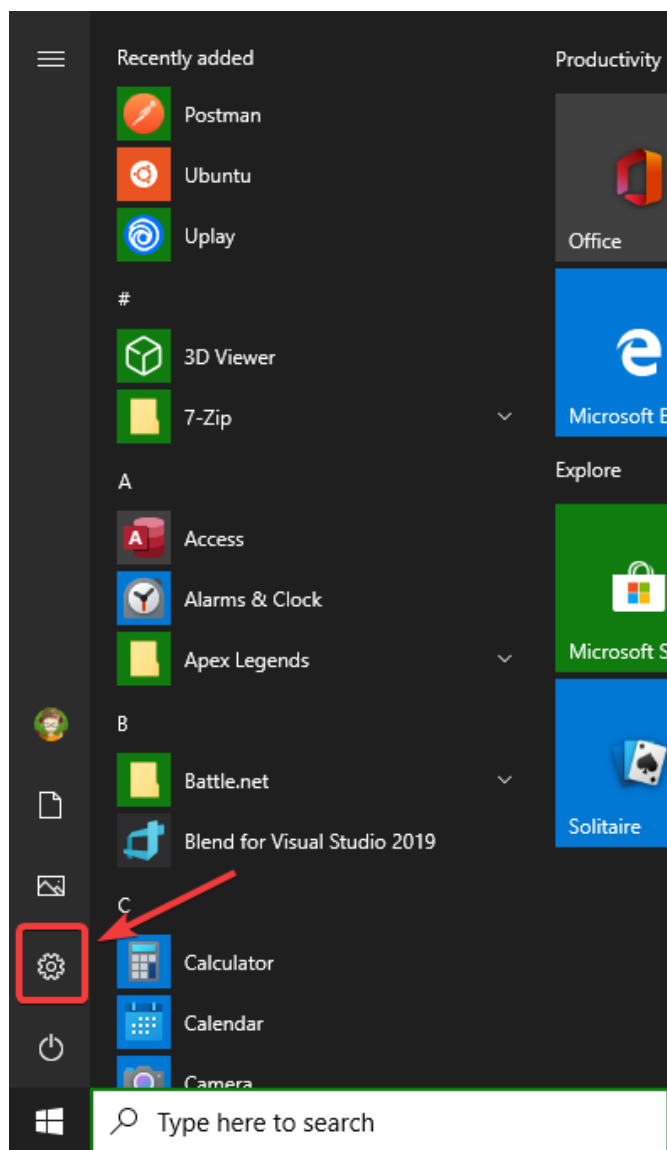 Recently added
Postman
Ubuntu
Uplay
#
3D Viewer
7-Zip
A
Access
Alarms & Clock
Apex Legends
B
Battle.net
Blend for Visual Studio 2019
C
Calculator
Calendar
Camera
Productivity
Office
Microsoft E
Explore
Microsoft S
Solitaire
Type here to search